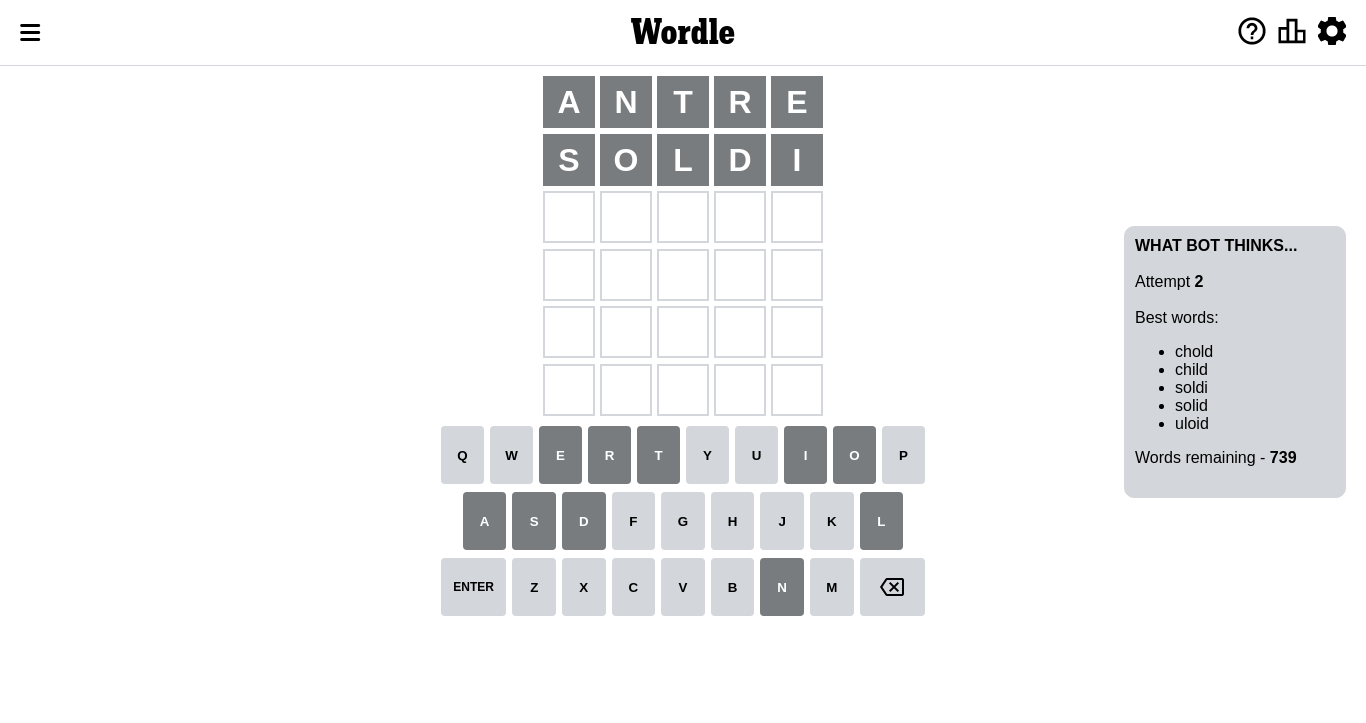 Wordle
A N T R E
S O L D I
WHAT BOT THINKS...
Attempt 2
Best words:
chold
child
soldi
solid
uloid
Words remaining - 739
Q W E R T Y U I O P
A S D F G H J K L
ENTER Z X C V B N M